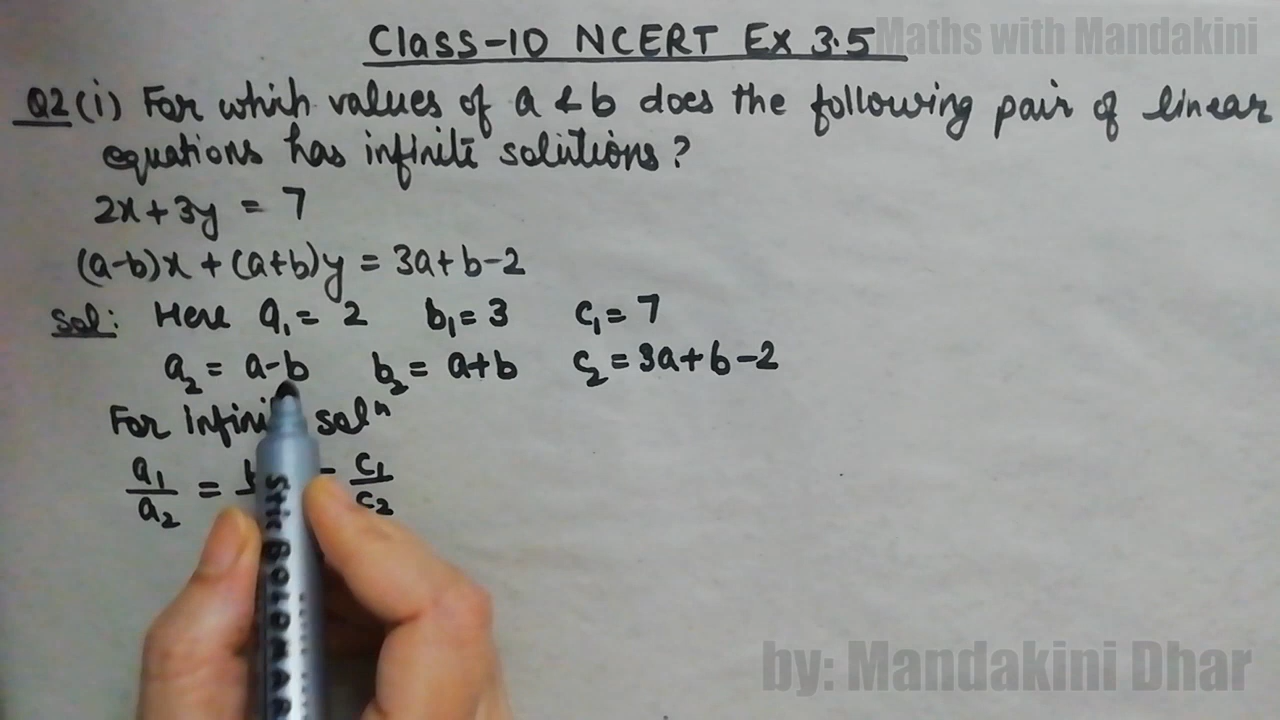 Class-10 NCERT Ex 3.5
Maths with Mandakini
Q2(i) For which values of a & b does the following pair of linear
equations has infinite solutions?
2x+3y = 7
(a-b)x + (a+b)y = 3a+b-2
Sol: Here a₁ = 2 b₁ = 3 c₁ = 7
a₂ = a-b b₂ = a+b c₂ = 3a+b-2
For solⁿ
a₁/a₂ = = c₁/c₂
by: Mandakini Dhar